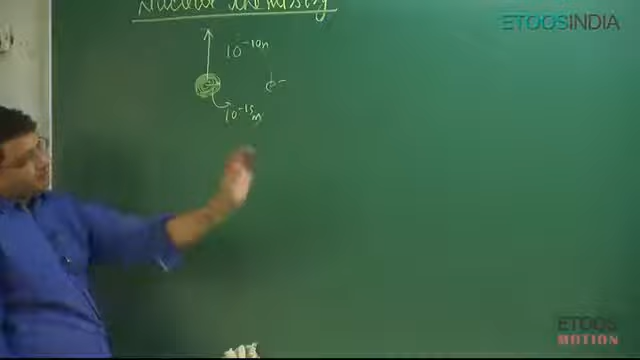 Nuclear Chemistry
ETOOSINDIA
10⁻¹⁰m
e⁻
10⁻¹⁵m
ETOOS
MOTION